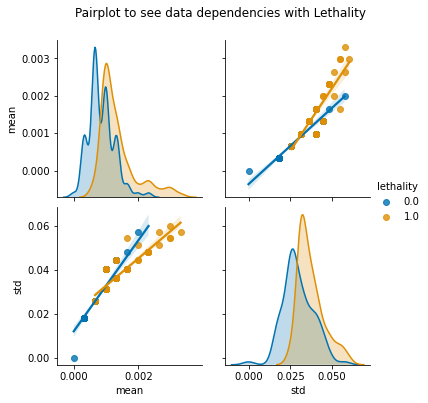 Pairplot to see data dependencies with Lethality
0.003
0.002
0.001
0.000
mean
lethality
0.0
1.0
0.06
0.04
0.02
0.00
std
0.000 0.002
mean
0.000 0.025 0.050
std